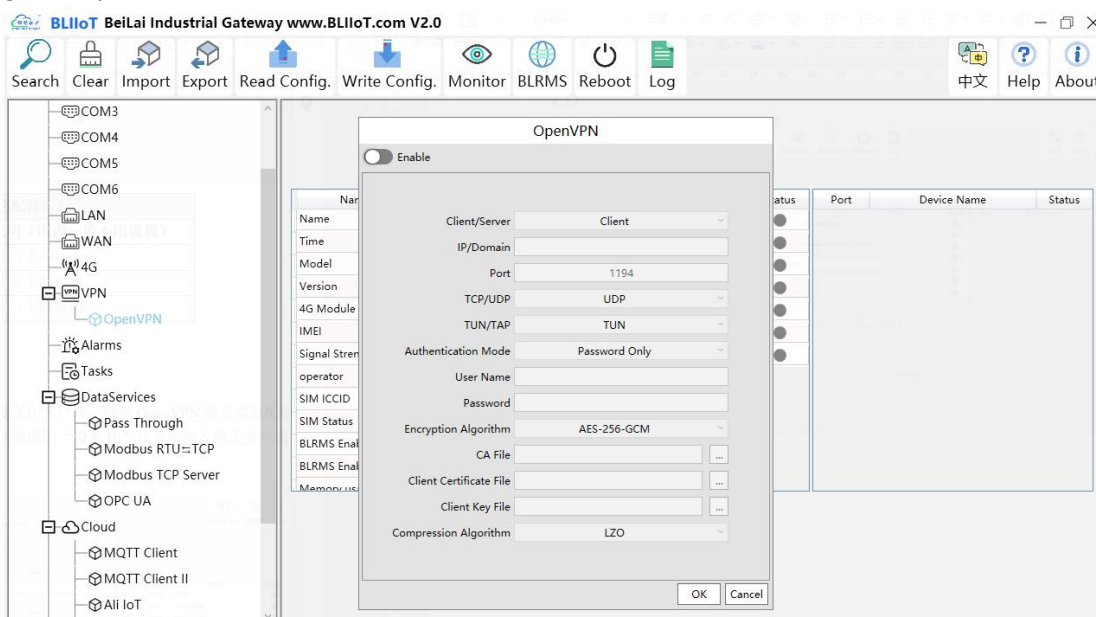 BLIIoT BeiLai Industrial Gateway www.BLIIoT.com V2.0
Search Clear Import Export Read Config. Write Config. Monitor BLRMS Reboot Log 中文 Help About
COM3
COM4
COM5
COM6
LAN
WAN
4G
VPN
OpenVPN
Alarms
Tasks
DataServices
Pass Through
Modbus RTU⇆TCP
Modbus TCP Server
OPC UA
Cloud
MQTT Client
MQTT Client II
Ali IoT
Name
Time
Model
Version
4G Module
IMEI
Signal Stren
operator
SIM ICCID
SIM Status
BLRMS Enab
BLRMS Enab
Memory us
OpenVPN
Enable
Client/Server Client
IP/Domain
Port 1194
TCP/UDP UDP
TUN/TAP TUN
Authentication Mode Password Only
User Name
Password
Encryption Algorithm AES-256-GCM
CA File ...
Client Certificate File ...
Client Key File ...
Compression Algorithm LZO
OK Cancel
Port Device Name Status